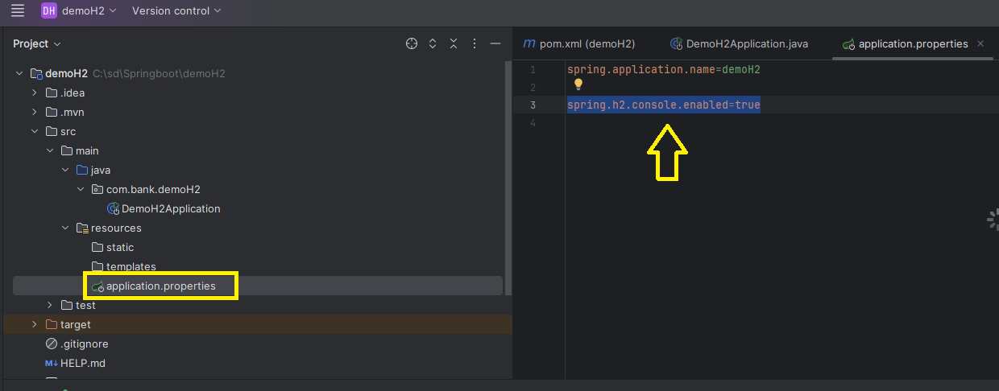 DH demoH2 Version control
Project
pom.xml (demoH2) DemoH2Application.java application.properties
demoH2 C:\sd\Springboot\demoH2
.idea
.mvn
src
main
java
com.bank.demoH2
DemoH2Application
resources
static
templates
application.properties
test
target
.gitignore
M↓ HELP.md
1 spring.application.name=demoH2
2
3 spring.h2.console.enabled=true
4